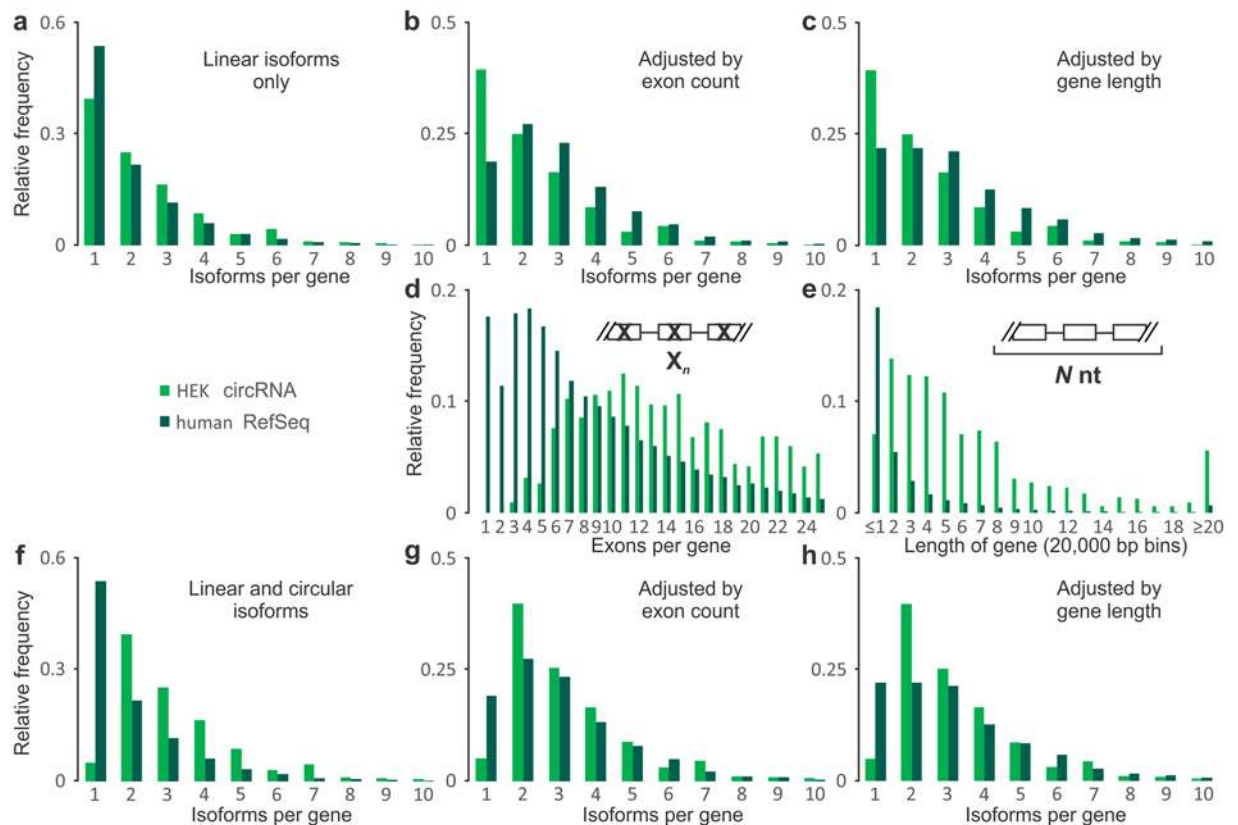 a
0.6
0.3
0
Relative frequency
Linear isoforms
only
1 2 3 4 5 6 7 8 9 10
Isoforms per gene
b
0.5
0.25
0
Adjusted by
exon count
1 2 3 4 5 6 7 8 9 10
Isoforms per gene
c
0.5
0.25
0
Adjusted by
gene length
1 2 3 4 5 6 7 8 9 10
Isoforms per gene
HEK circRNA
human RefSeq
d
0.2
0.1
0
Relative frequency
X X X
Xn
1 2 3 4 5 6 7 8 9 10 12 14 16 18 20 22 24
Exons per gene
e
0.2
0.1
0
N nt
≤1 2 3 4 5 6 7 8 9 10 12 14 16 18 ≥20
Length of gene (20,000 bp bins)
f
0.6
0.3
0
Relative frequency
Linear and circular
isoforms
1 2 3 4 5 6 7 8 9 10
Isoforms per gene
g
0.5
0.25
0
Adjusted by
exon count
1 2 3 4 5 6 7 8 9 10
Isoforms per gene
h
0.5
0.25
0
Adjusted by
gene length
1 2 3 4 5 6 7 8 9 10
Isoforms per gene